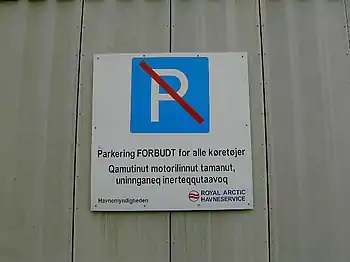 P
Parkering FORBUDT for alle køretøjer
Qamutinut motorilinnut tamanut,
uninnganeq inerteqqutaavoq
Havnemyndigheden
ROYAL ARCTIC
HAVNESERVICE